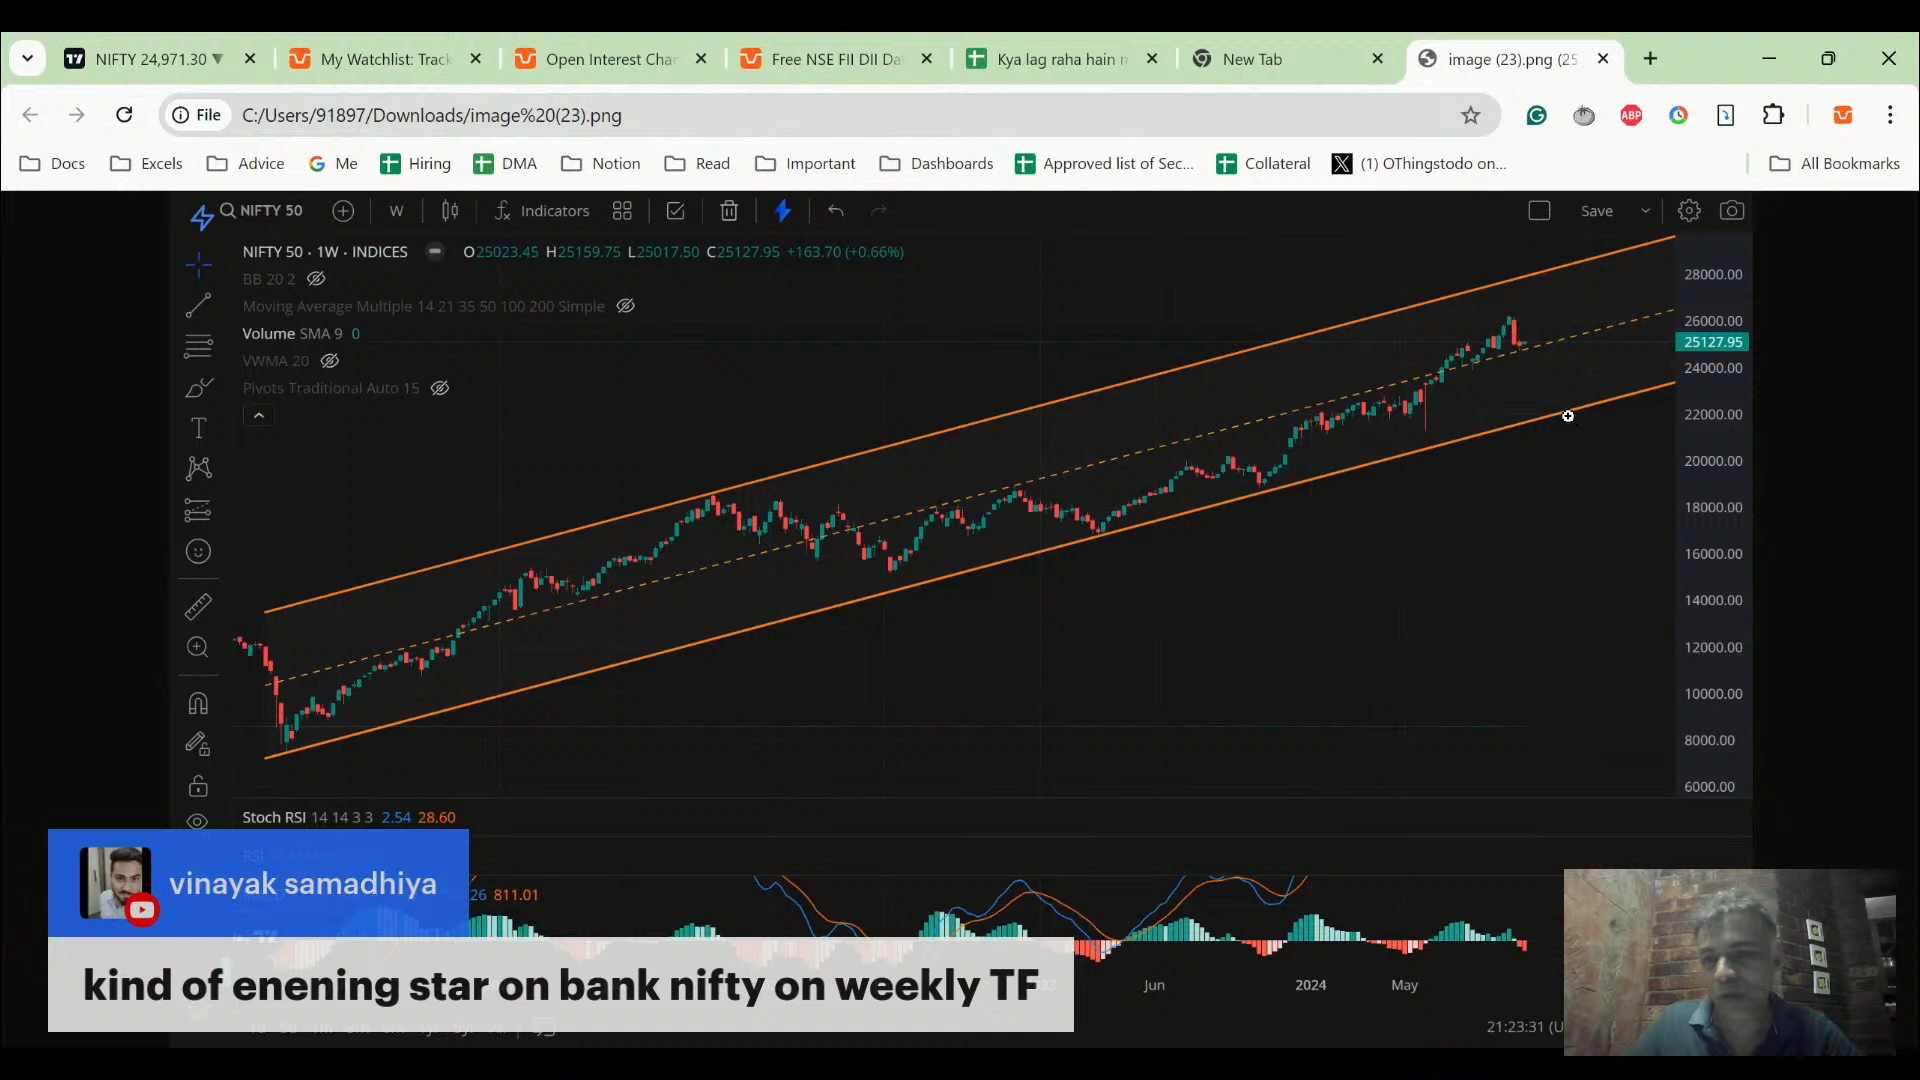 NIFTY 24,971.30 ▼
My Watchlist: Track
Open Interest Char
Free NSE FII DII Da
Kya lag raha hain n
New Tab
image (23).png (25
File C:/Users/91897/Downloads/image%20(23).png
ABP
Docs Excels Advice Me Hiring DMA Notion Read Important Dashboards Approved list of Sec... Collateral (1) OThingstodo on... All Bookmarks
NIFTY 50 W Indicators Save
NIFTY 50 · 1W · INDICES O25023.45 H25159.75 L25017.50 C25127.95 +163.70 (+0.66%)
BB 20 2
Moving Average Multiple 14 21 35 50 100 200 Simple
Volume SMA 9 0
VWMA 20
Pivots Traditional Auto 15
28000.00
26000.00
25127.95
24000.00
22000.00
20000.00
18000.00
16000.00
14000.00
12000.00
10000.00
8000.00
6000.00
Stoch RSI 14 14 3 3 2.54 28.60
RSI
vinayak samadhiya
26 811.01
kind of enening star on bank nifty on weekly TF
Jun 2024 May
21:23:31 (U